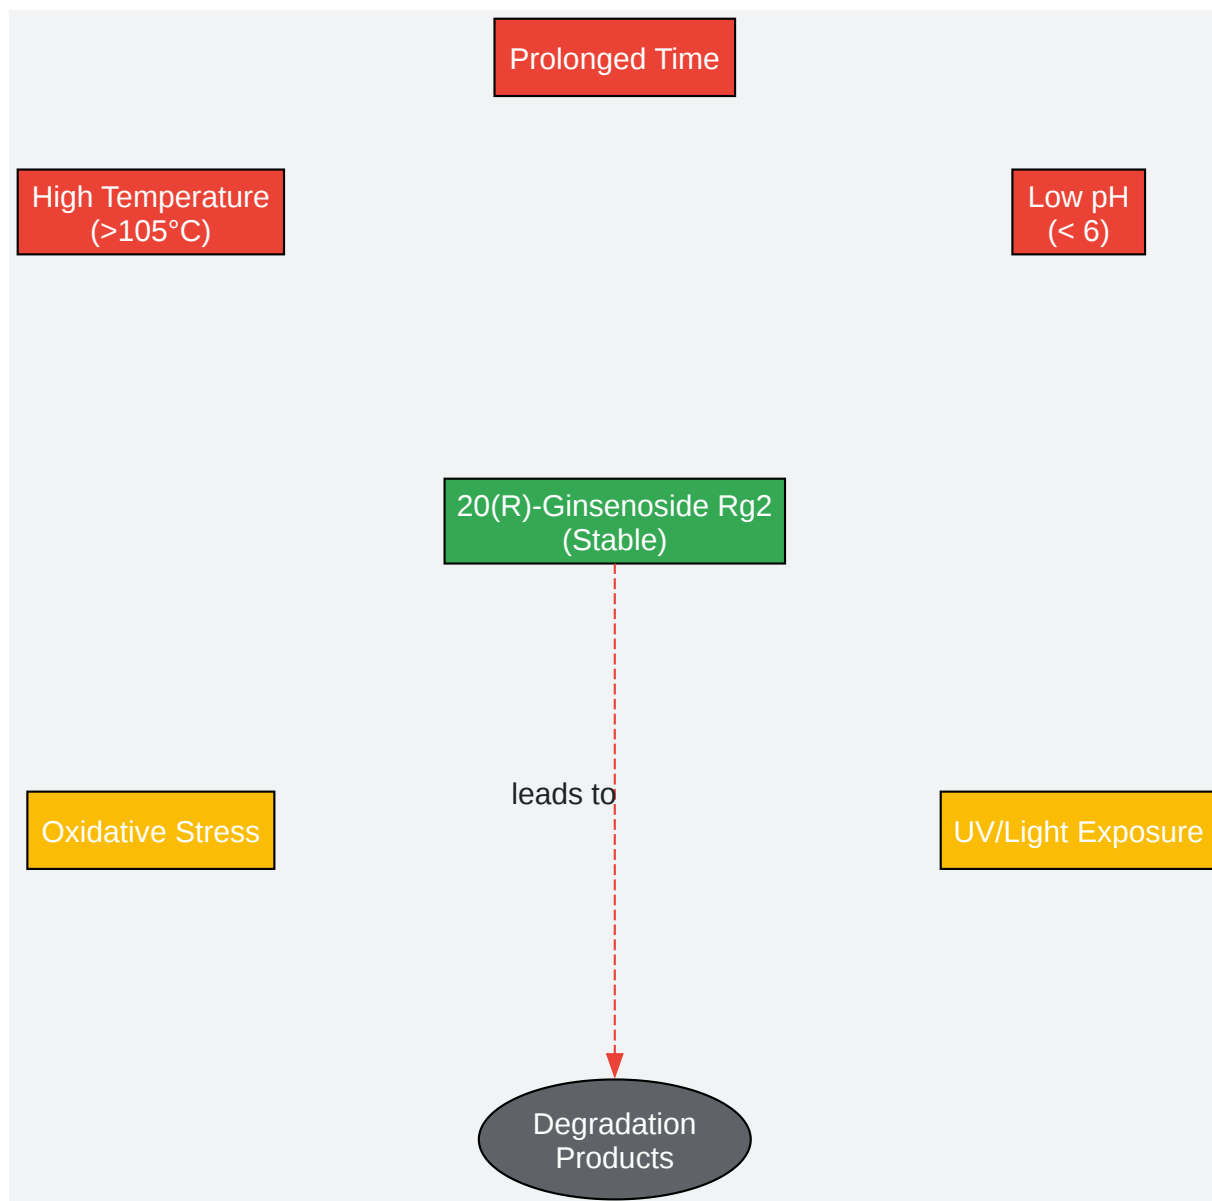 Prolonged Time
High Temperature
(>105°C)
Low pH
(< 6)
20(R)-Ginsenoside Rg2
(Stable)
leads to
Oxidative Stress
UV/Light Exposure
Degradation
Products